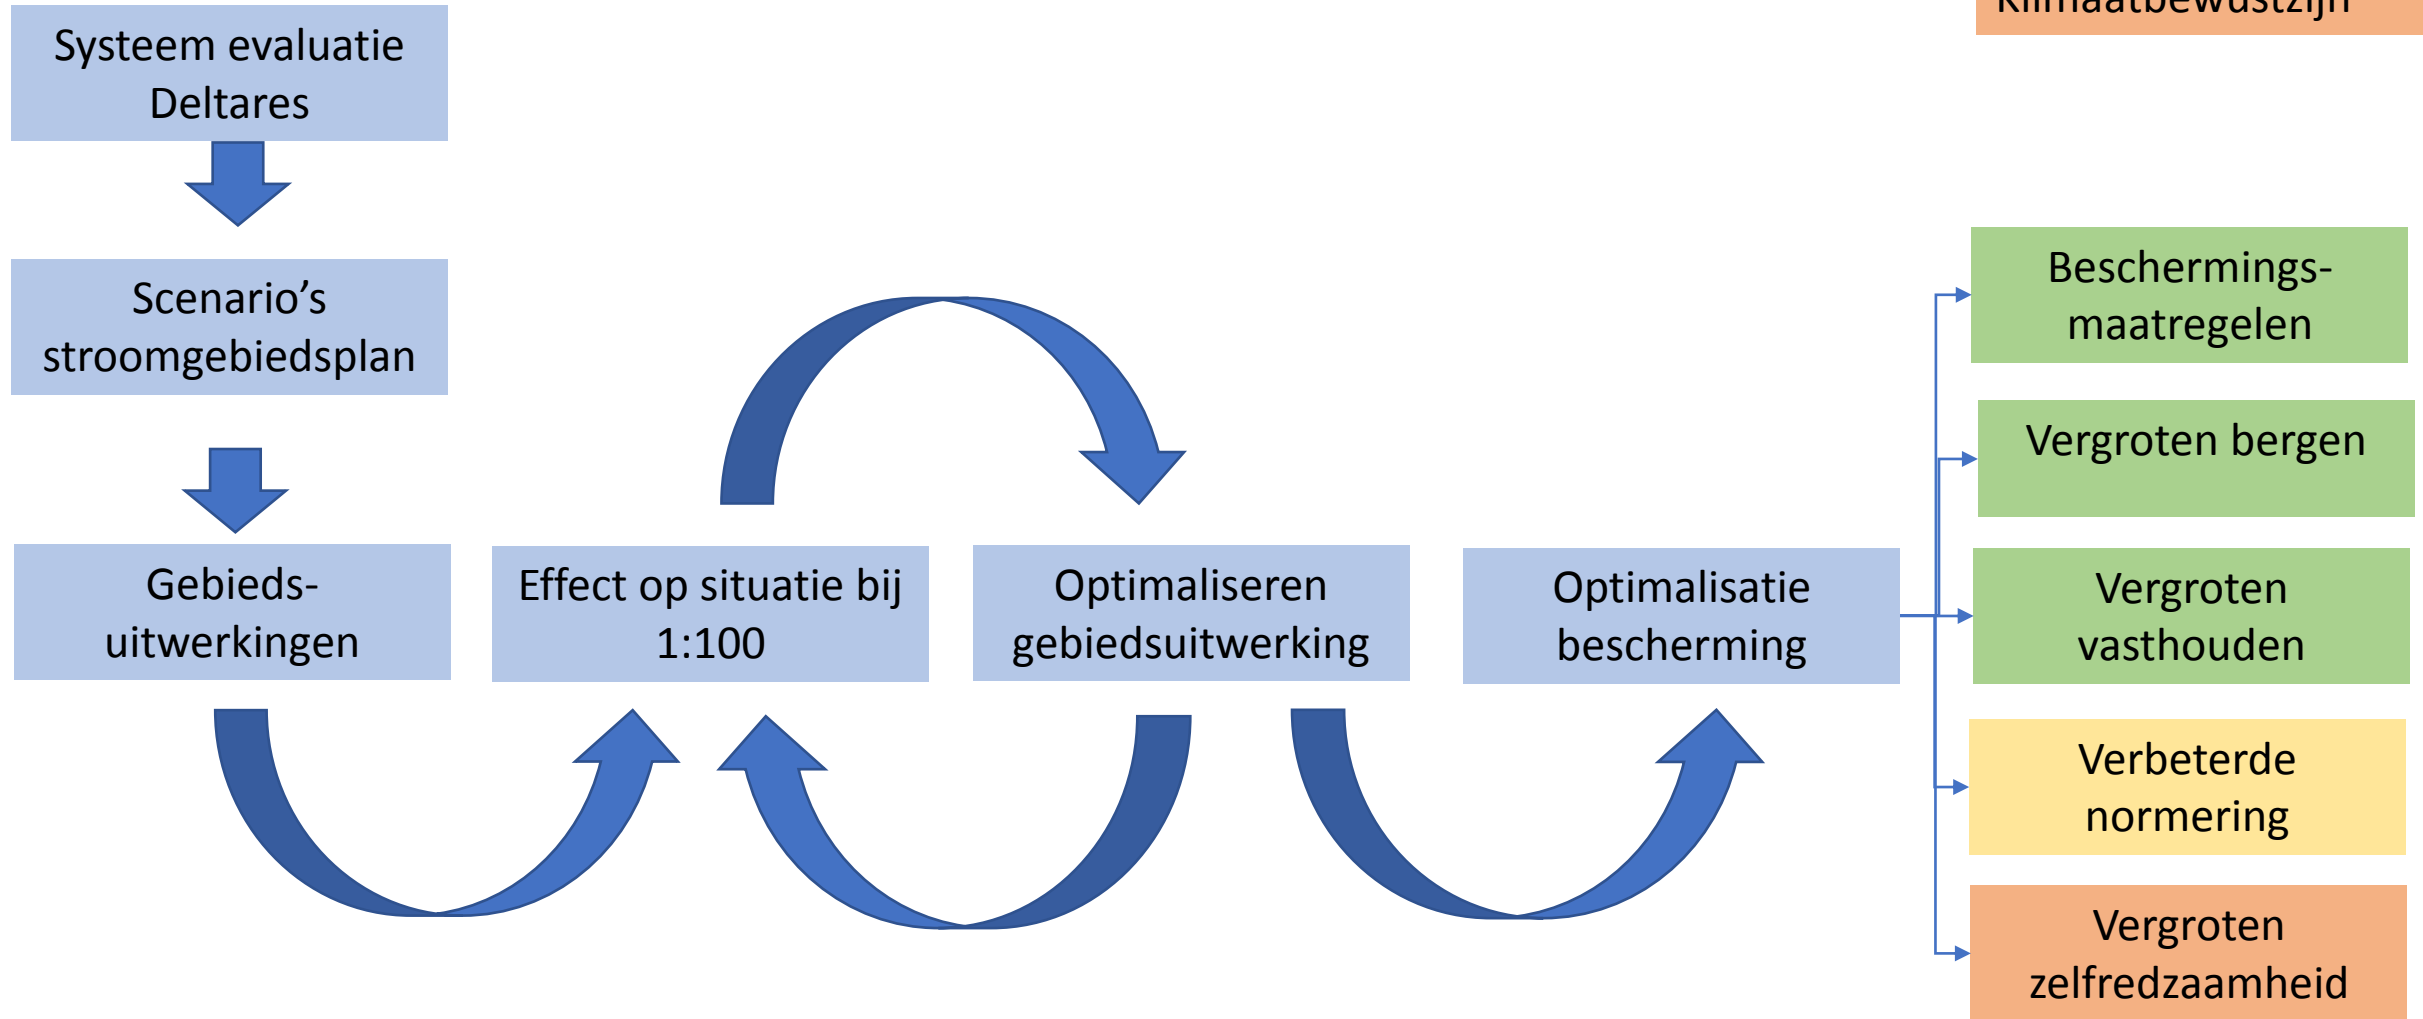 Klimaatbewustzijn
Systeem evaluatie
Deltares
Scenario’s
stroomgebiedsplan
Gebieds-
uitwerkingen
Effect op situatie bij
1:100
Optimaliseren
gebiedsuitwerking
Optimalisatie
bescherming
Beschermings-
maatregelen
Vergroten bergen
Vergroten
vasthouden
Verbeterde
normering
Vergroten
zelfredzaamheid